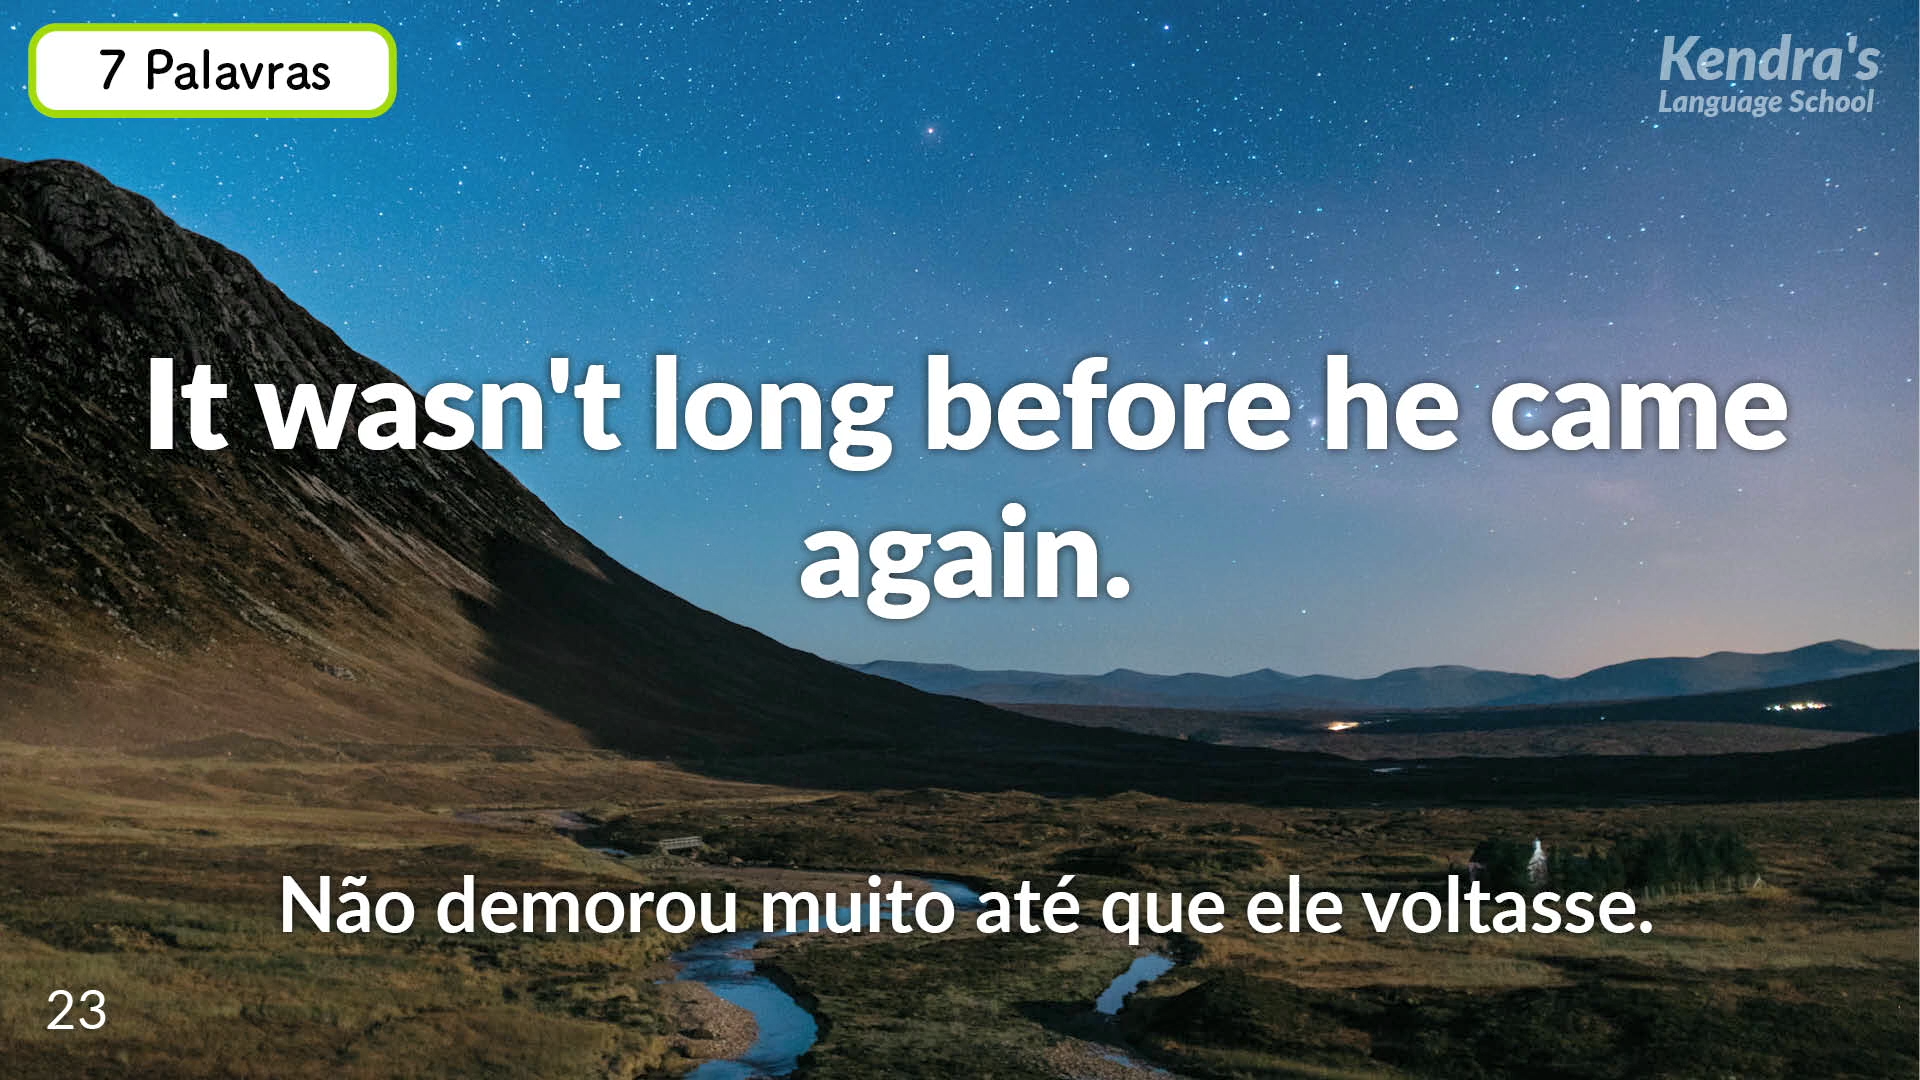 7 Palavras
Kendra's
Language School
It wasn't long before he came
again.
Não demorou muito até que ele voltasse.
23